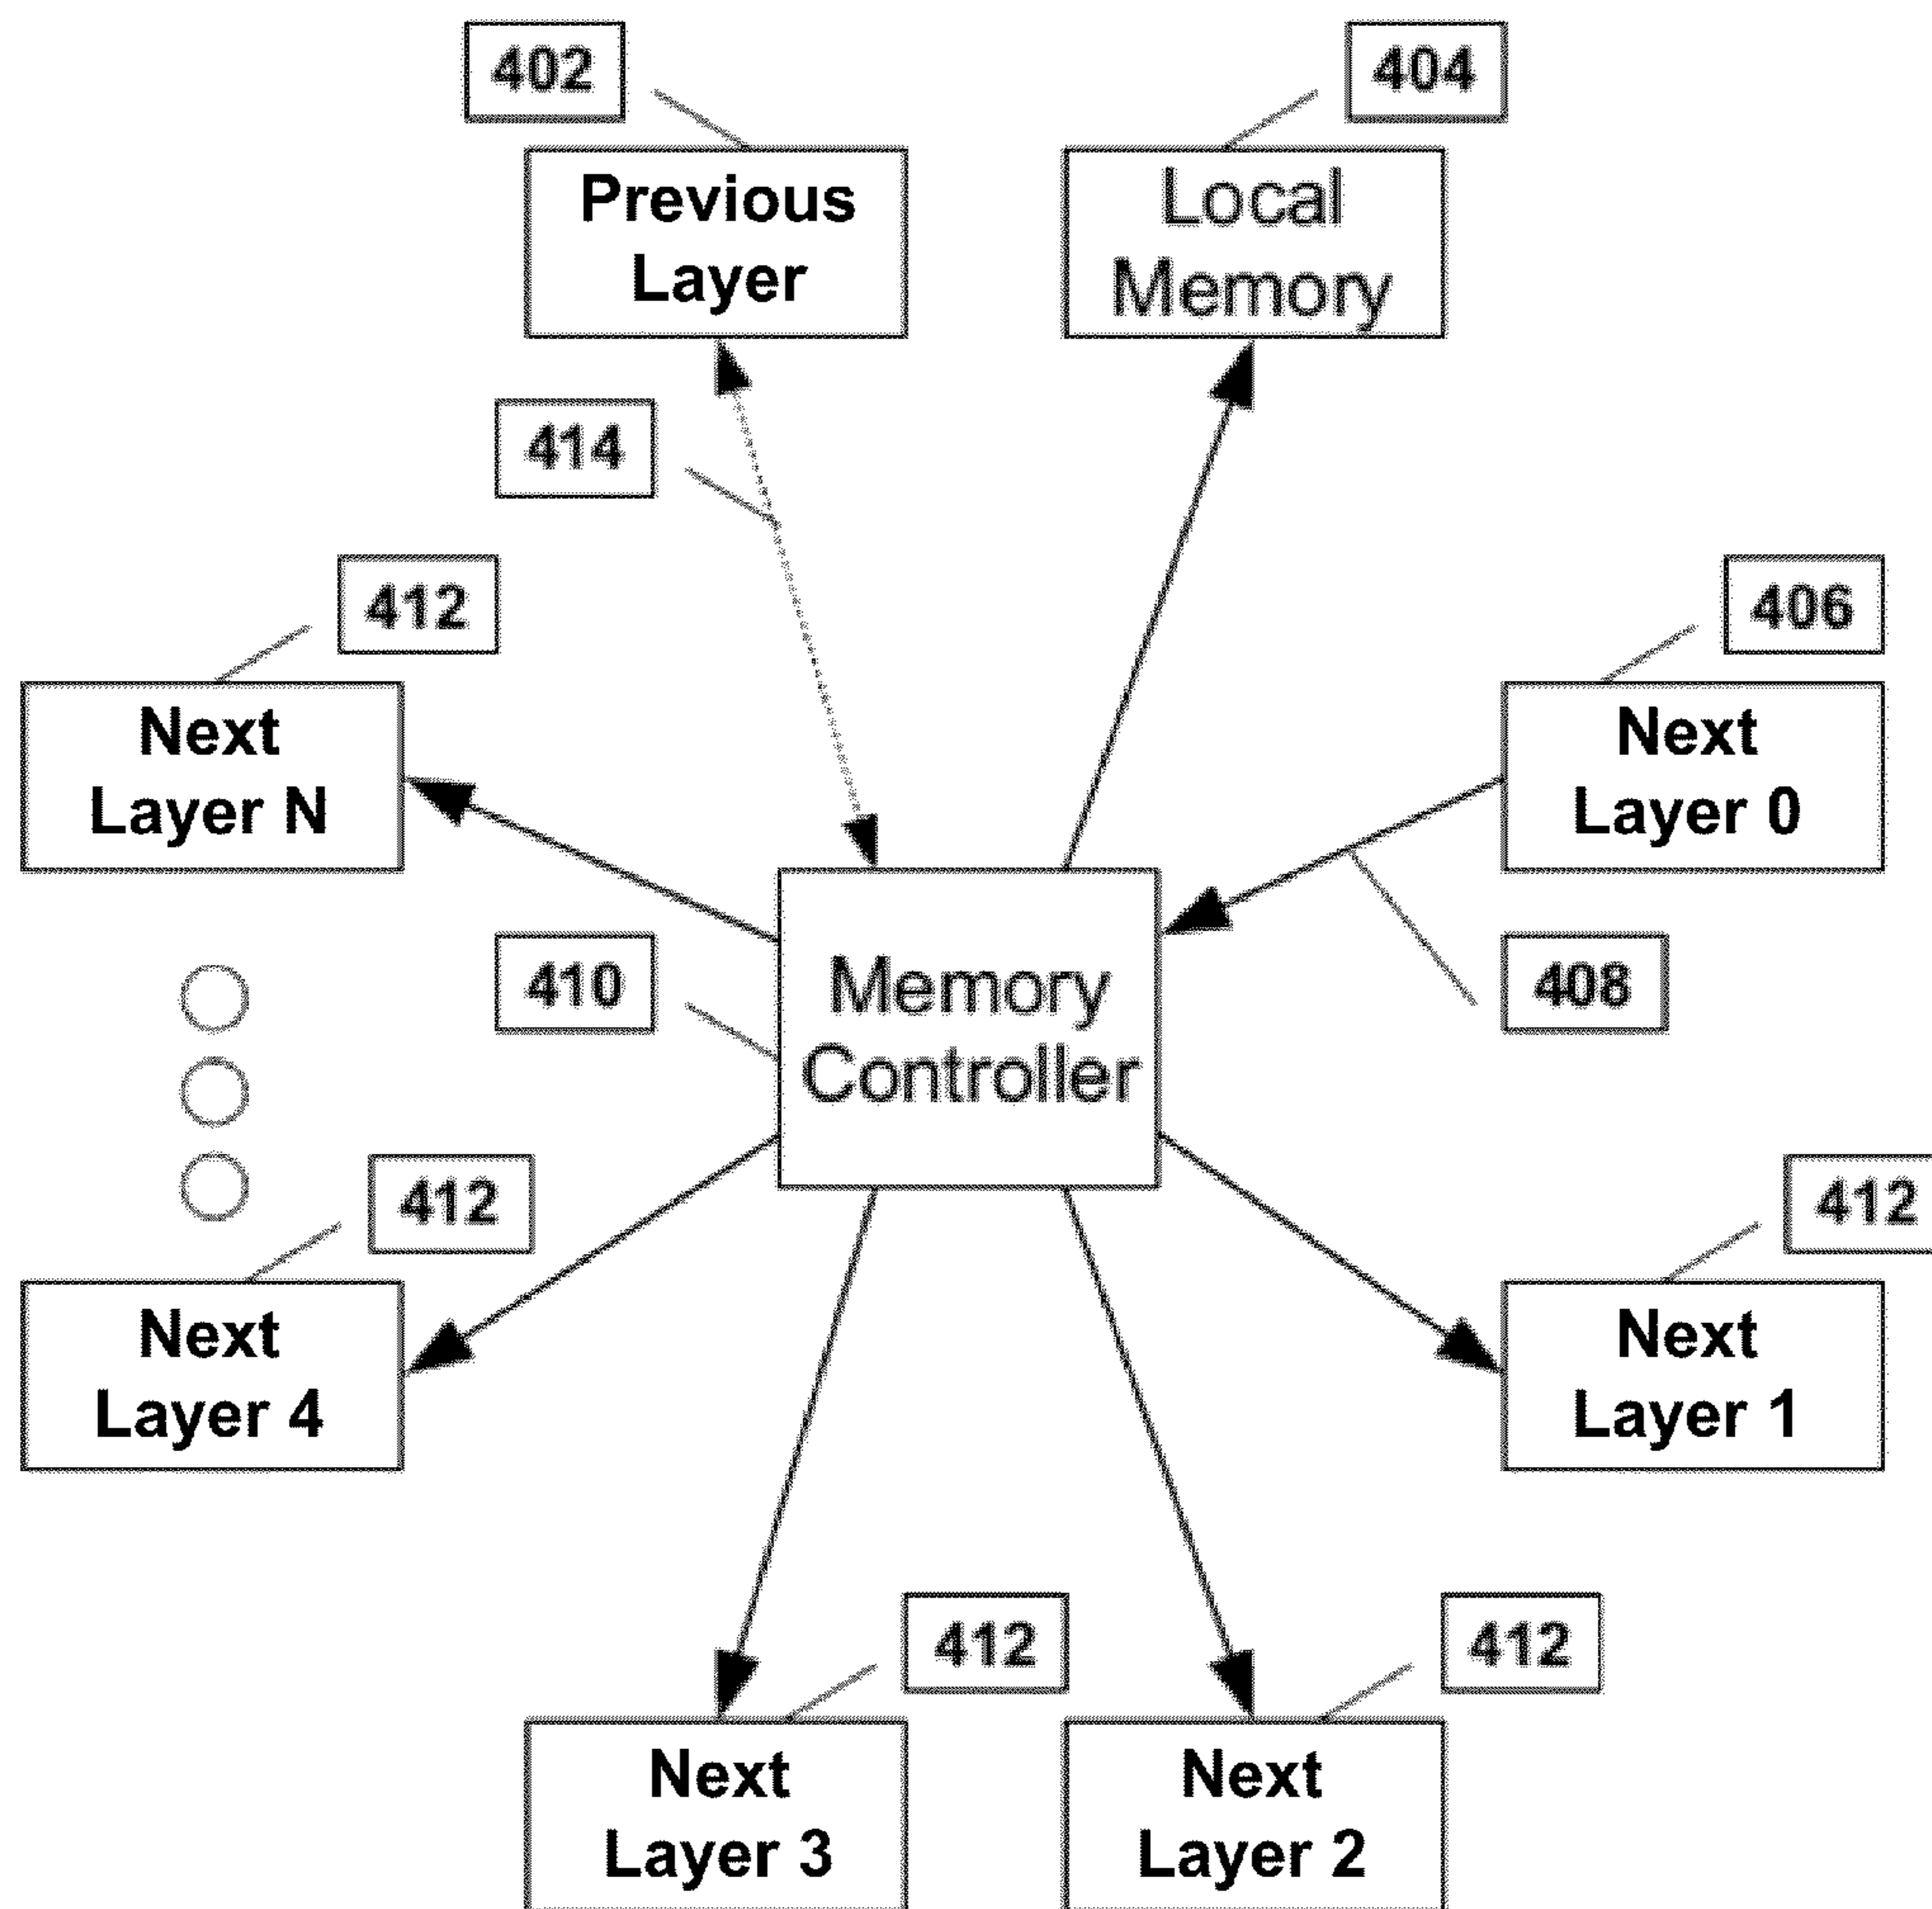 402
404
Previous
Layer
Local
Memory
414
412
406
Next
Layer N
Next
Layer 0
410
Memory
Controller
408
412
412
Next
Layer 4
Next
Layer 1
412
412
Next
Layer 3
Next
Layer 2